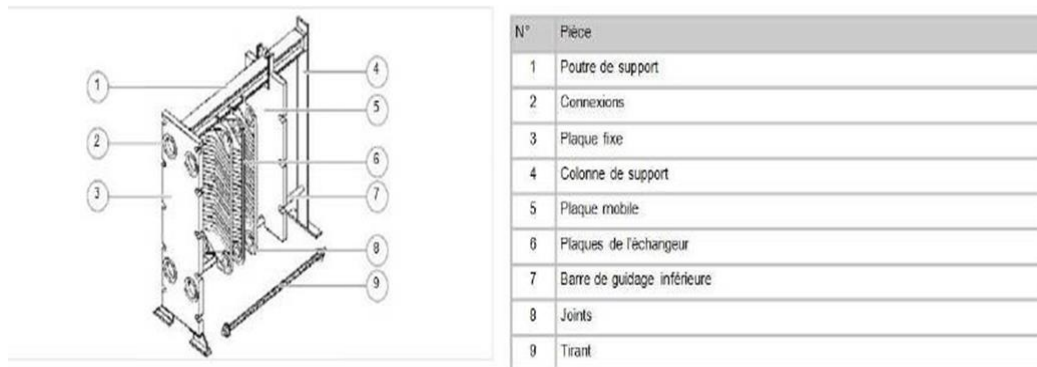 1
2
3
4
5
6
7
8
9
N° Pièce
1 Poutre de support
2 Connexions
3 Plaque fixe
4 Colonne de support
5 Plaque mobile
6 Plaques de l'échangeur
7 Barre de guidage inférieure
8 Joints
9 Tirant